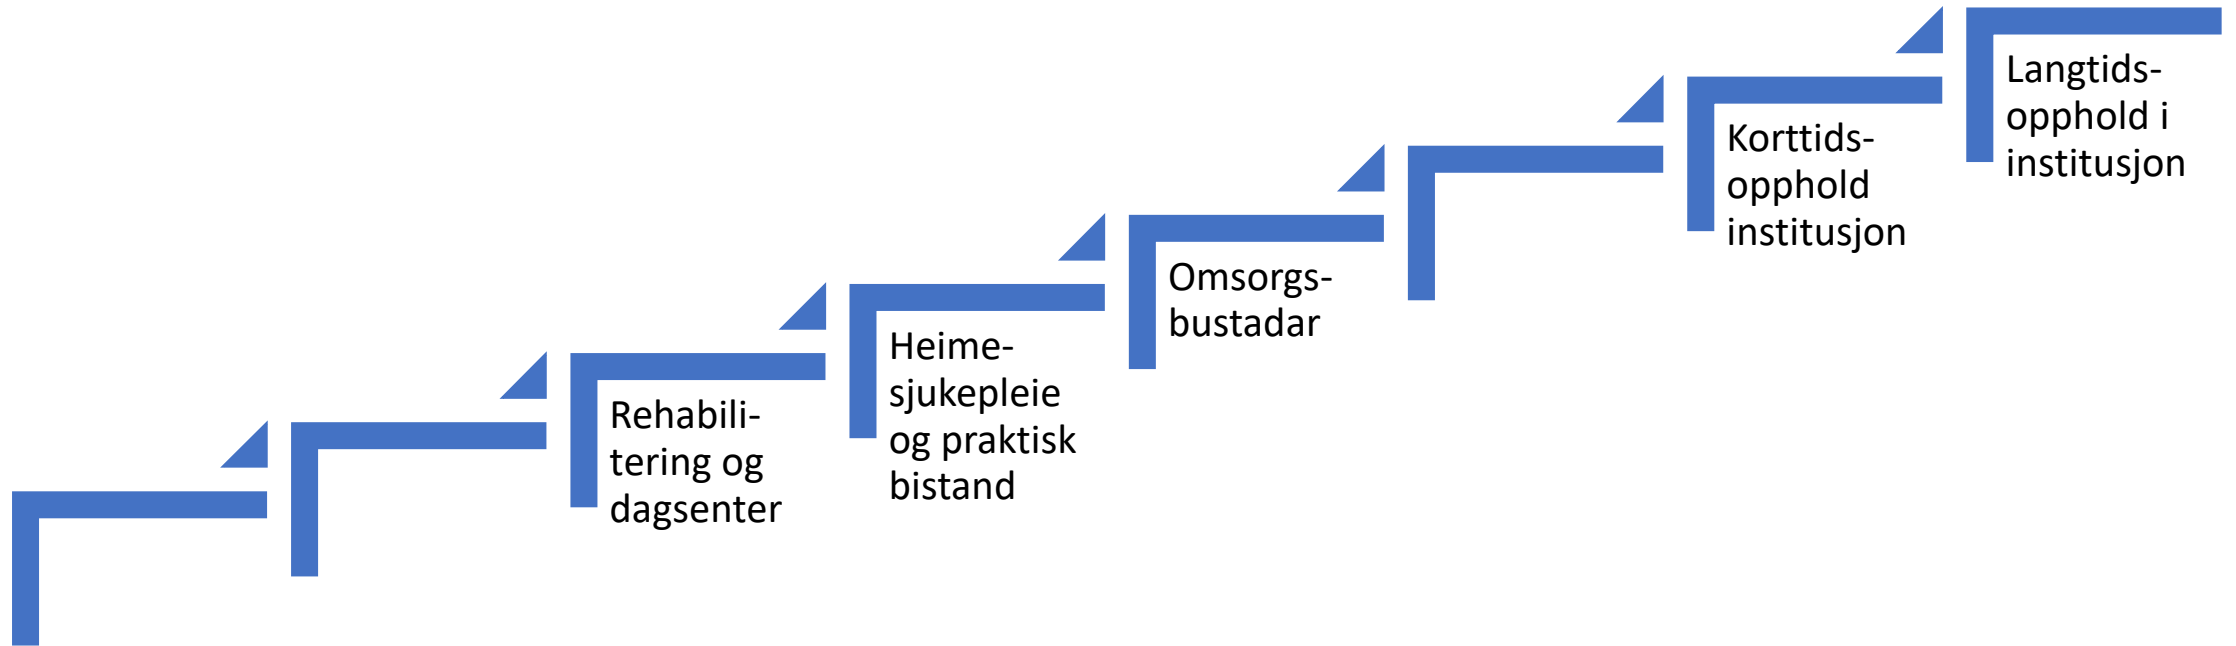 Rehabili-
tering og
dagsenter
Heime-
sjukepleie
og praktisk
bistand
Omsorgs-
bustadar
Korttids-
opphold
institusjon
Langtids-
opphold i
institusjon